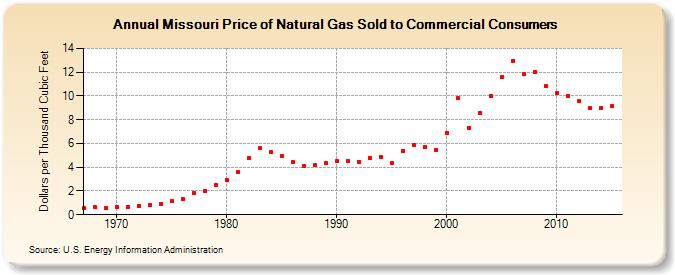 Annual Missouri Price of Natural Gas Sold to Commercial Consumers
Dollars per Thousand Cubic Feet
14
12
10
8
6
4
2
0
1970 1980 1990 2000 2010
Source: U.S. Energy Information Administration